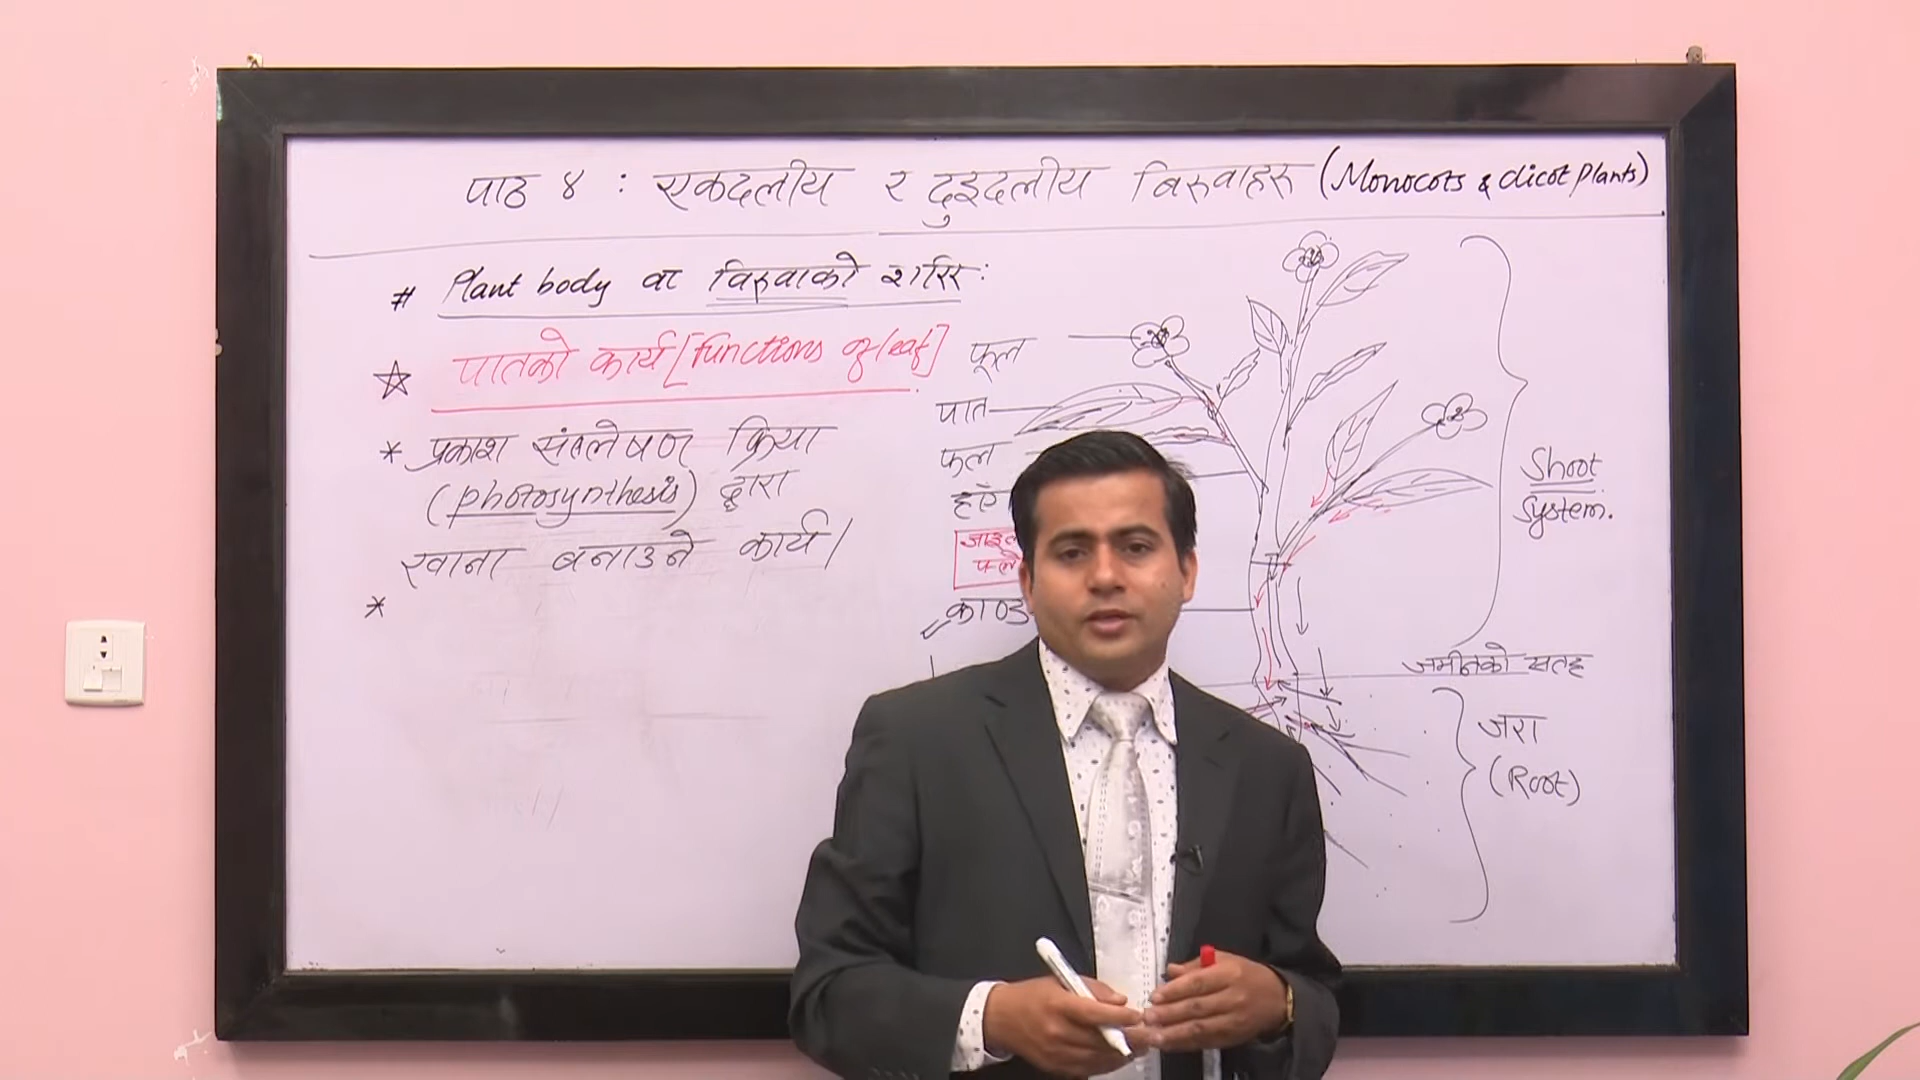 पाठ ४ : एकदलीय र दुइदलीय बिरुवाहरु (Monocots & dicot plants)
# Plant body वा विरुवाको शरिर:
☆ पातको कार्य [functions of leaf]
* प्रकाश संश्लेषण क्रिया
(photosynthesis) द्वारा
खाना बनाउने कार्य।
*
फूल
पात
फल
काण्ड
Shoot
System.
जमीनको सतह
जरा
(Root)